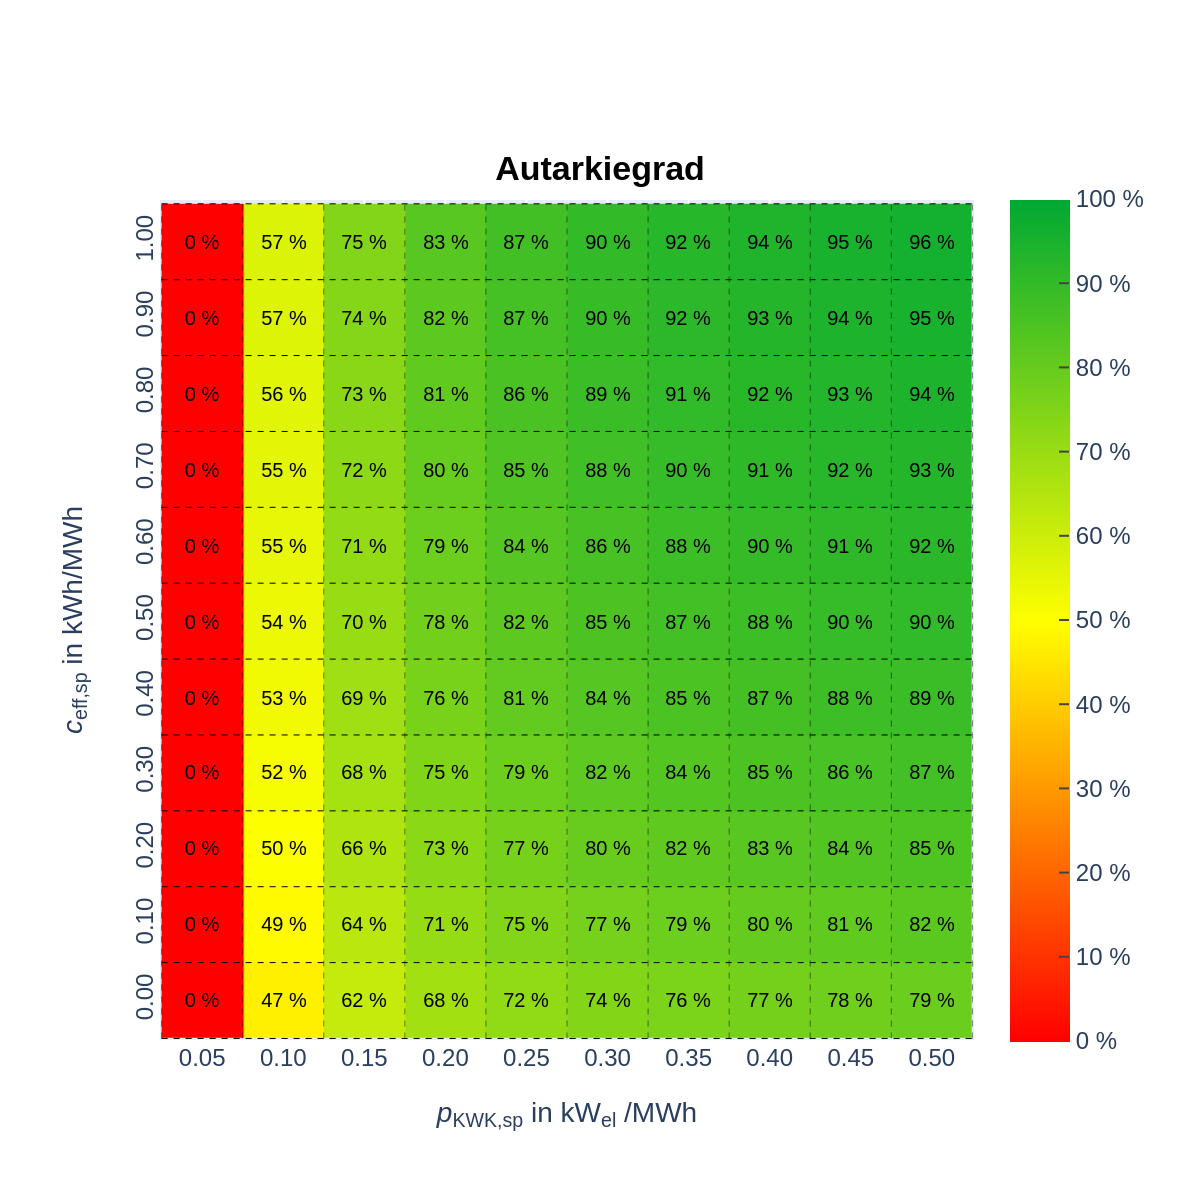 Autarkiegrad
1.00 0 % 57 % 75 % 83 % 87 % 90 % 92 % 94 % 95 % 96 %
0.90 0 % 57 % 74 % 82 % 87 % 90 % 92 % 93 % 94 % 95 %
0.80 0 % 56 % 73 % 81 % 86 % 89 % 91 % 92 % 93 % 94 %
0.70 0 % 55 % 72 % 80 % 85 % 88 % 90 % 91 % 92 % 93 %
0.60 0 % 55 % 71 % 79 % 84 % 86 % 88 % 90 % 91 % 92 %
0.50 0 % 54 % 70 % 78 % 82 % 85 % 87 % 88 % 90 % 90 %
0.40 0 % 53 % 69 % 76 % 81 % 84 % 85 % 87 % 88 % 89 %
0.30 0 % 52 % 68 % 75 % 79 % 82 % 84 % 85 % 86 % 87 %
0.20 0 % 50 % 66 % 73 % 77 % 80 % 82 % 83 % 84 % 85 %
0.10 0 % 49 % 64 % 71 % 75 % 77 % 79 % 80 % 81 % 82 %
0.00 0 % 47 % 62 % 68 % 72 % 74 % 76 % 77 % 78 % 79 %
0.05 0.10 0.15 0.20 0.25 0.30 0.35 0.40 0.45 0.50
pKWK,sp in kWel /MWh
ceff,sp in kWh/MWh
100 %
90 %
80 %
70 %
60 %
50 %
40 %
30 %
20 %
10 %
0 %